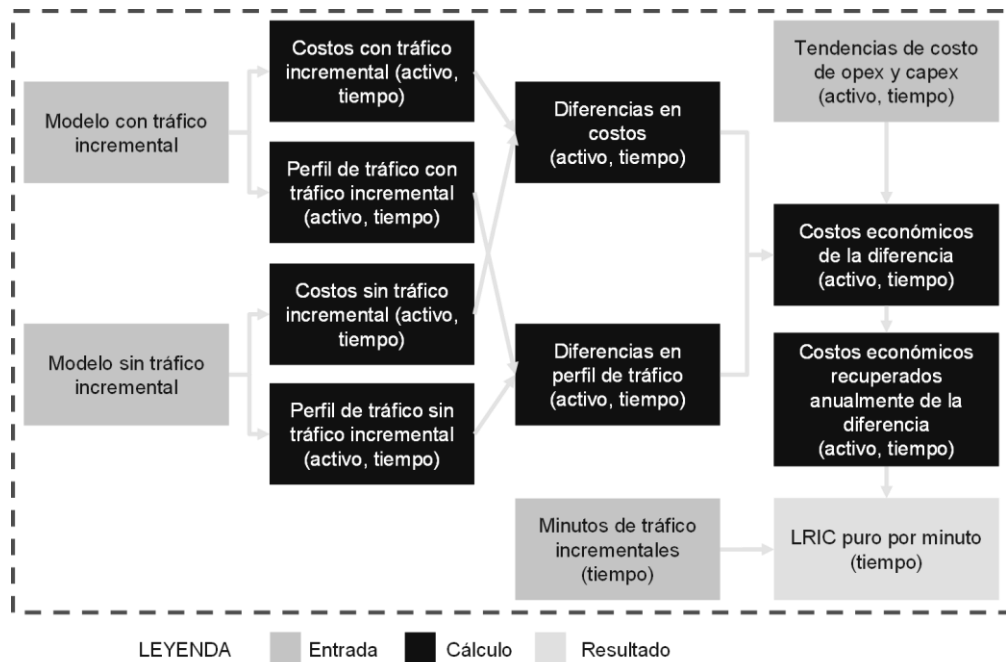 Modelo con tráfico
incremental
Modelo sin tráfico
incremental
Costos con tráfico
incremental (activo,
tiempo)
Perfil de tráfico con
tráfico incremental
(activo, tiempo)
Costos sin tráfico
incremental (activo,
tiempo)
Perfil de tráfico sin
tráfico incremental
(activo, tiempo)
Diferencias en
costos
(activo, tiempo)
Diferencias en
perfil de tráfico
(activo, tiempo)
Minutos de tráfico
incrementales
(tiempo)
Tendencias de costo
de opex y capex
(activo, tiempo)
Costos económicos
de la diferencia
(activo, tiempo)
Costos económicos
recuperados
anualmente de la
diferencia
(activo, tiempo)
LRIC puro por minuto
(tiempo)
LEYENDA
Entrada
Cálculo
Resultado